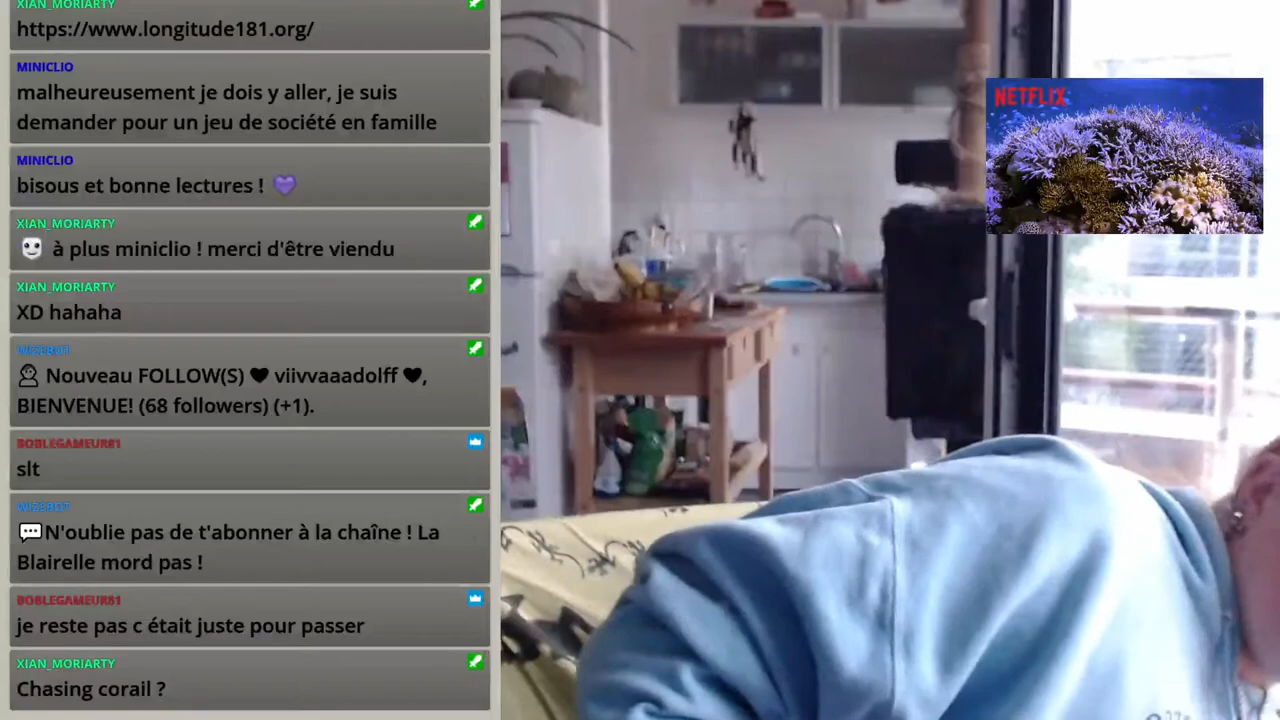 XIAN_MORIARTY
https://www.longitude181.org/
MINICLIO
malheureusement je dois y aller, je suis
demander pour un jeu de société en famille
MINICLIO
bisous et bonne lectures ! 💜
XIAN_MORIARTY
à plus miniclio ! merci d'être viendu
XIAN_MORIARTY
XD hahaha
WIZEBOT
Nouveau FOLLOW(S) ♥ viivvaaadolff ♥,
BIENVENUE! (68 followers) (+1).
BOBLEGAMEUR81
slt
WIZEBOT
💬N'oublie pas de t'abonner à la chaîne ! La
Blairelle mord pas !
BOBLEGAMEUR81
je reste pas c était juste pour passer
XIAN_MORIARTY
Chasing corail ?
NETFLIX